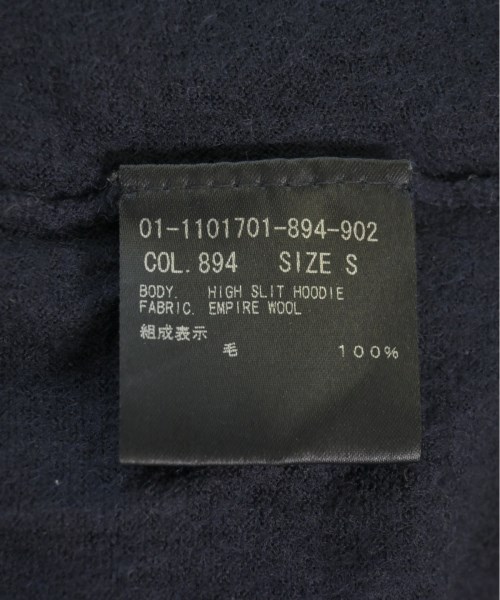 01-1101701-894-902
COL. 894 SIZE S
BODY. HIGH SLIT HOODIE
FABRIC. EMPIRE WOOL
組成表示
毛 100%